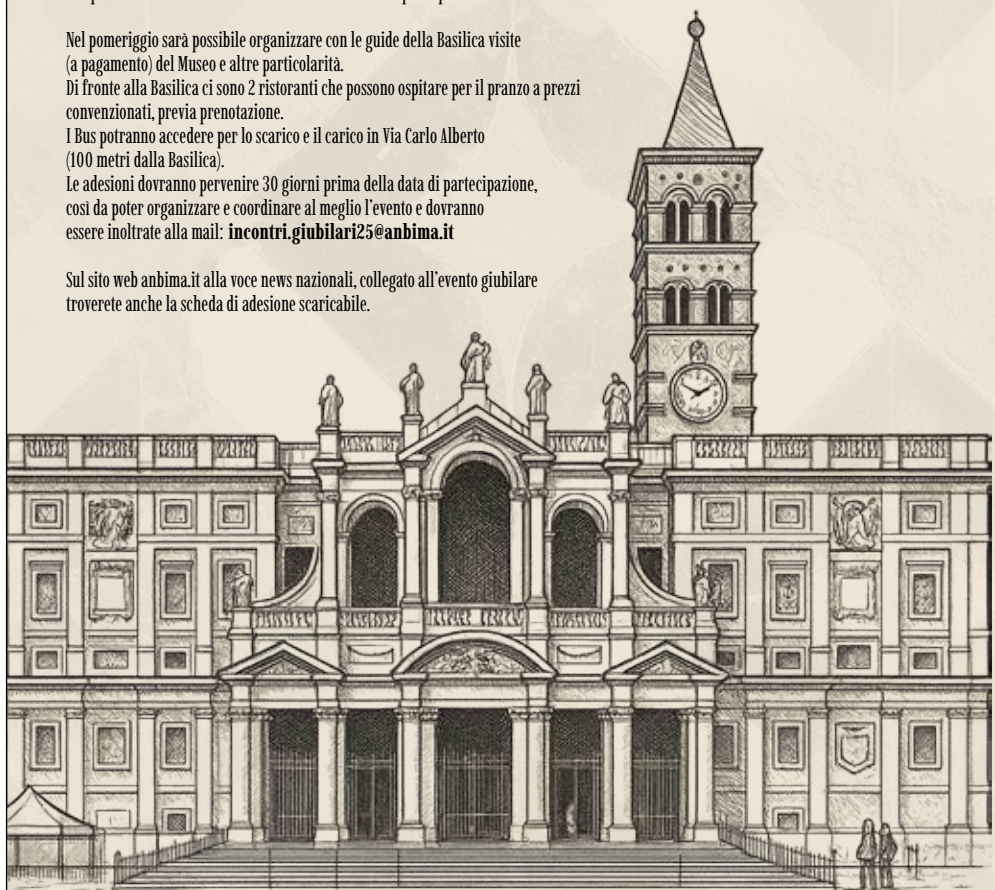 Nel pomeriggio sarà possibile organizzare con le guide della Basilica visite
(a pagamento) del Museo e altre particolarità.
Di fronte alla Basilica ci sono 2 ristoranti che possono ospitare per il pranzo a prezzi
convenzionati, previa prenotazione.
I Bus potranno accedere per lo scarico e il carico in Via Carlo Alberto
(100 metri dalla Basilica).
Le adesioni dovranno pervenire 30 giorni prima della data di partecipazione,
così da poter organizzare e coordinare al meglio l'evento e dovranno
essere inoltrate alla mail: incontri.giubilari25@anbima.it
Sul sito web anbima.it alla voce news nazionali, collegato all'evento giubilare
troverete anche la scheda di adesione scaricabile.